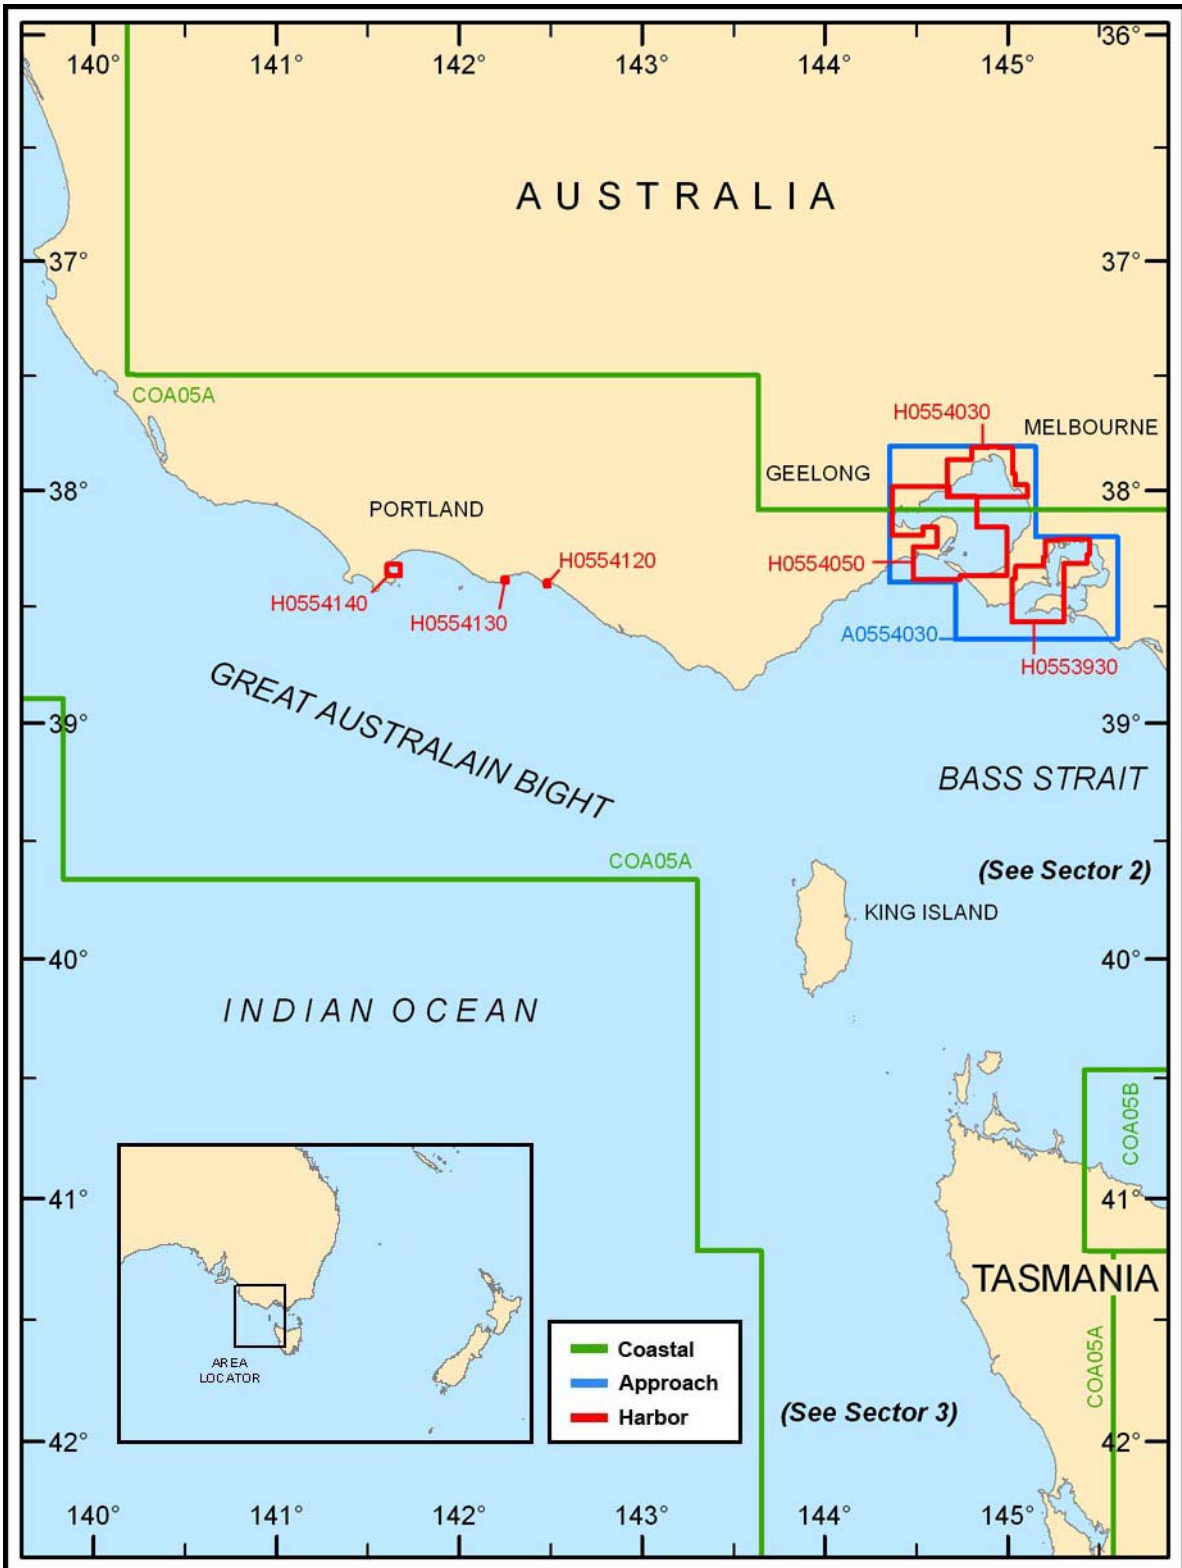 140° 141° 142° 143° 144° 145° 36°
AUSTRALIA
37° 37°
COA05A
H0554030
MELBOURNE
GEELONG
38° 38°
PORTLAND
H0554120
H0554050
H0554140
H0554130
A0554030
H0553930
GREAT AUSTRALAIN BIGHT
39° 39°
BASS STRAIT
COA05A
(See Sector 2)
KING ISLAND
40° 40°
INDIAN OCEAN
COA05B
41° 41°
TASMANIA
AREA
LOCATOR
Coastal
Approach
Harbor
COA05A
(See Sector 3)
42° 42°
140° 141° 142° 143° 144° 145°